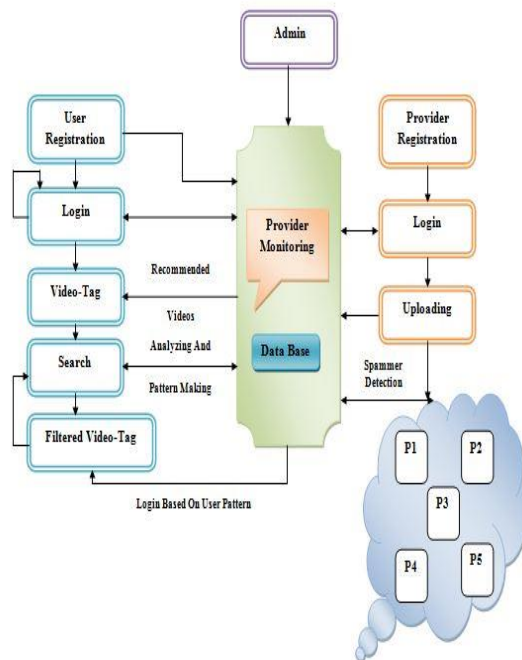 Admin
User
Registration
Login
Video-Tag
Search
Filtered Video-Tag
Provider
Monitoring
Data Base
Recommended
Videos
Analyzing And
Pattern Making
Login Based On User Pattern
Provider
Registration
Login
Uploading
Spammer
Detection
P1
P2
P3
P4
P5